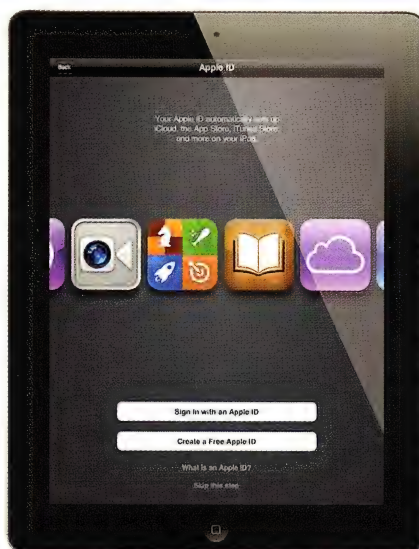 Back
Apple ID
Your Apple ID automatically sets up
iCloud, the App Store, iTunes Store,
and more on your iPad.
Sign In with an Apple ID
Create a Free Apple ID
What is an Apple ID?
Skip this step